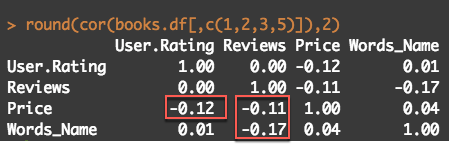 > round(cor(books.df[,c(1,2,3,5)]),2)
User.Rating Reviews Price Words_Name
User.Rating 1.00 0.00 -0.12 0.01
Reviews 0.00 1.00 -0.11 -0.17
Price -0.12 -0.11 1.00 0.04
Words_Name 0.01 -0.17 0.04 1.00